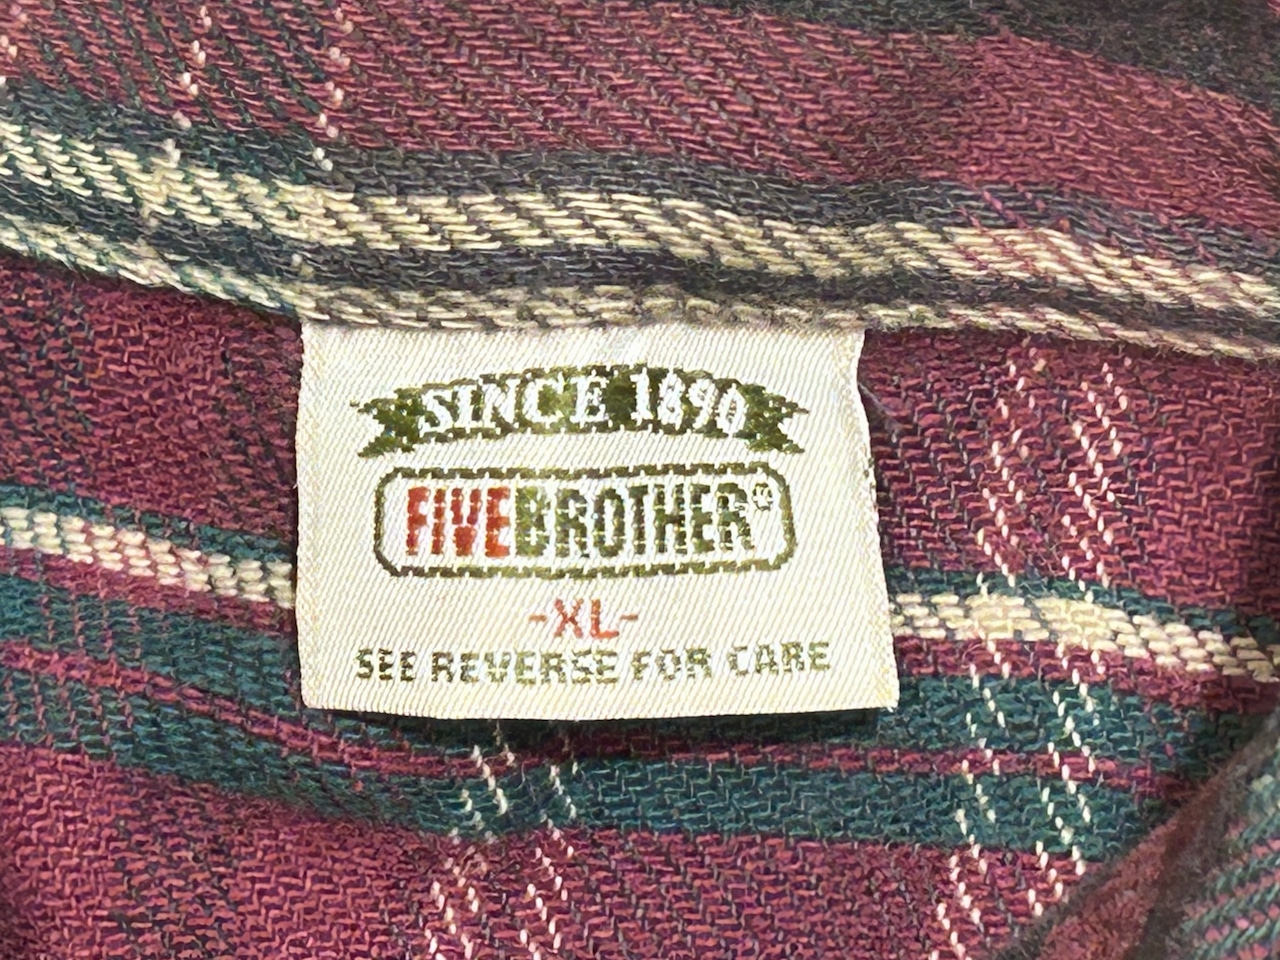 SINCE 1890
FIVEBROTHER®
-XL-
SEE REVERSE FOR CARE